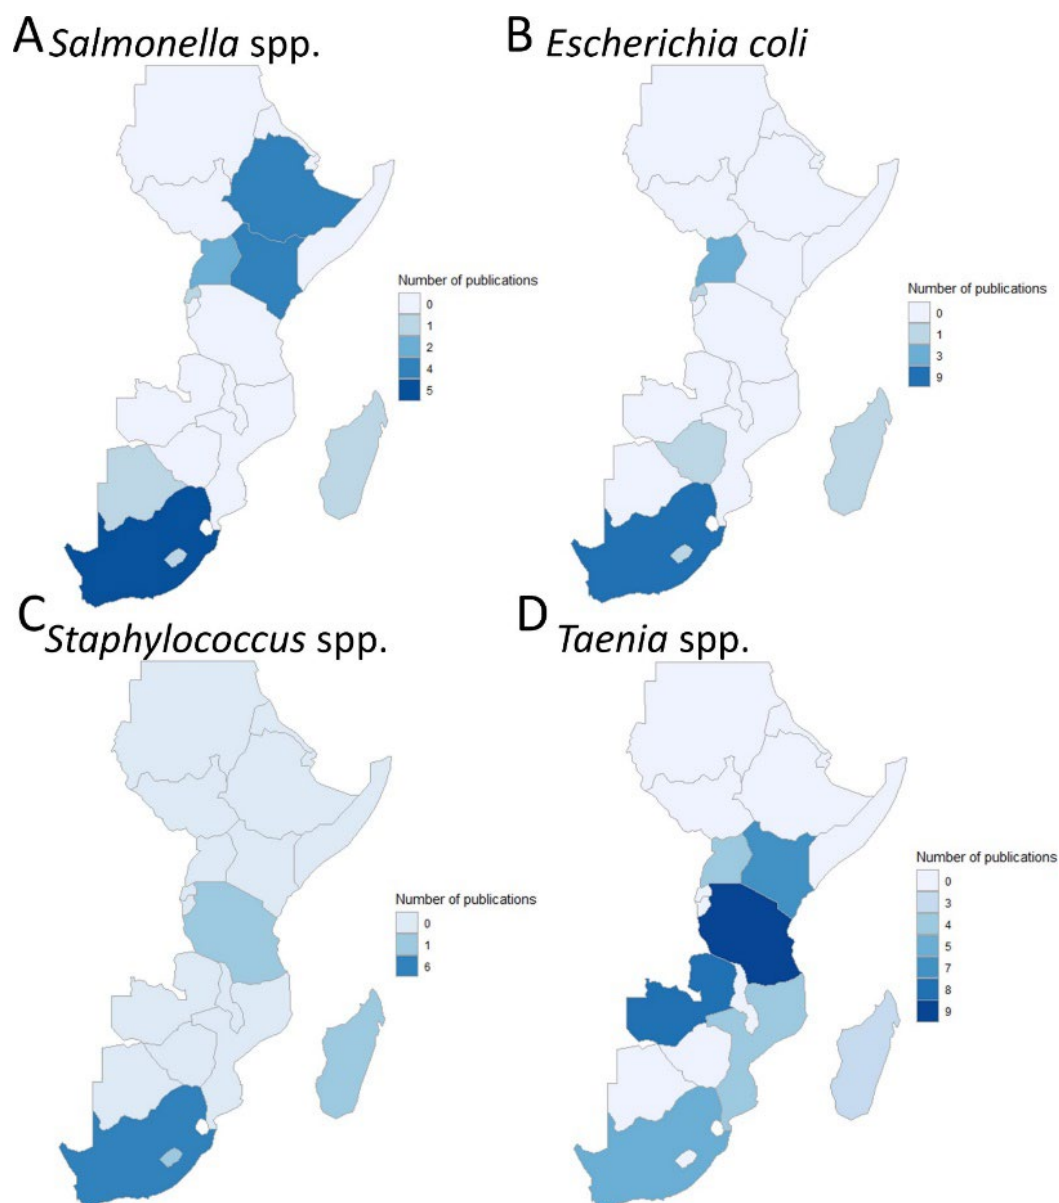 A Salmonella spp.
B Escherichia coli
Number of publications
0
1
2
4
5
Number of publications
0
1
3
9
C Staphylococcus spp.
D Taenia spp.
Number of publications
0
1
6
Number of publications
0
3
4
5
7
8
9